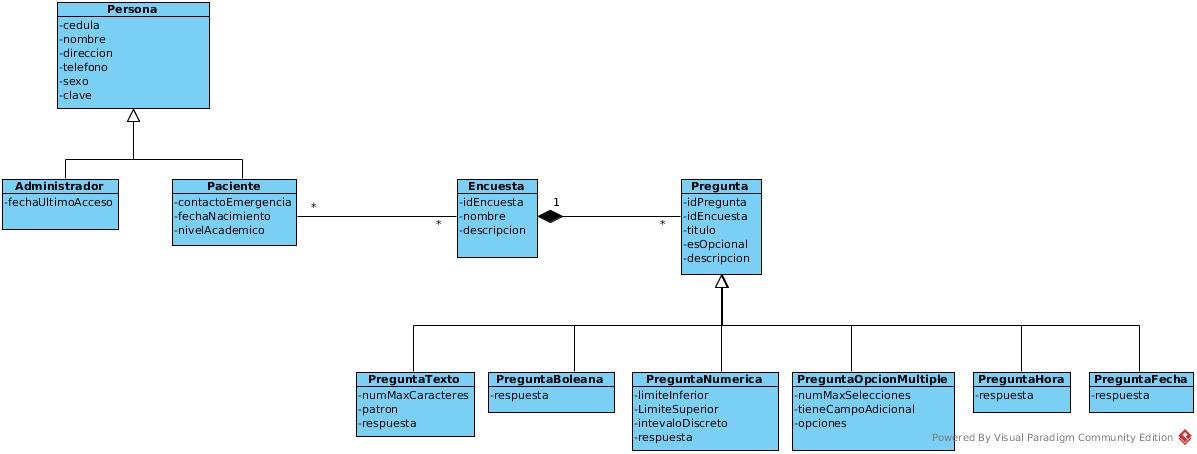 Persona
-cedula
-nombre
-direccion
-telefono
-sexo
-clave
Administrador
-fechaUltimoAcceso
Paciente
-contactoEmergencia
-fechaNacimiento
-nivelAcademico
*
*
Encuesta
-idEncuesta
-nombre
-descripcion
1
*
Pregunta
-idPregunta
-idEncuesta
-titulo
-esOpcional
-descripcion
PreguntaTexto
-numMaxCaracteres
-patron
-respuesta
PreguntaBoleana
-respuesta
PreguntaNumerica
-limiteInferior
-LimiteSuperior
-intevaloDiscreto
-respuesta
PreguntaOpcionMultiple
-numMaxSelecciones
-tieneCampoAdicional
-opciones
PreguntaHora
-respuesta
PreguntaFecha
-respuesta
Powered By Visual Paradigm Community Edition